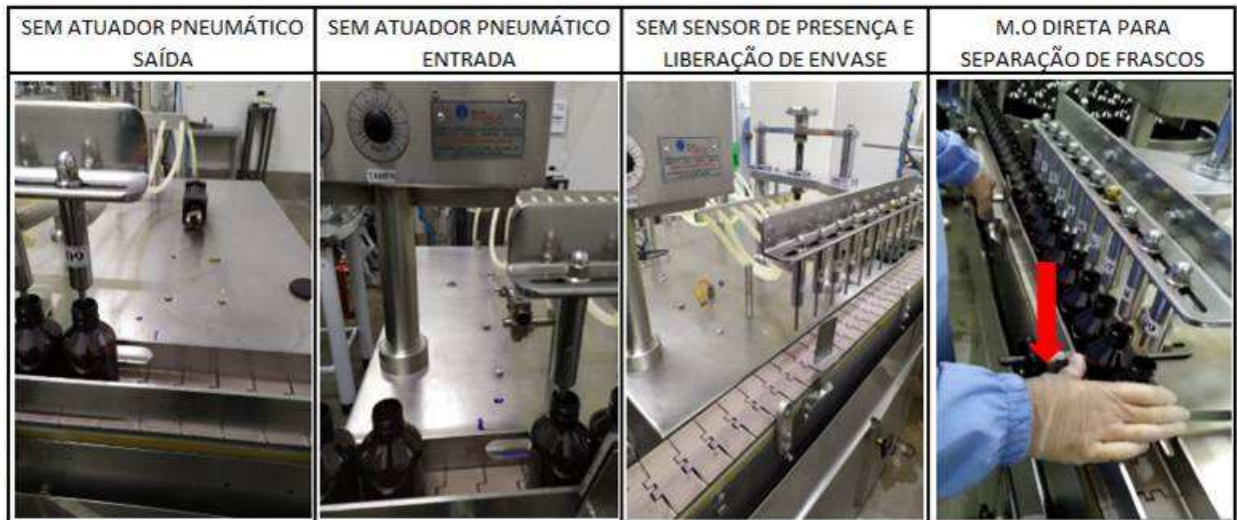 SEM ATUADOR PNEUMÁTICO
SAÍDA
SEM ATUADOR PNEUMÁTICO
ENTRADA
SEM SENSOR DE PRESENÇA E
LIBERAÇÃO DE ENVASE
M.O DIRETA PARA
SEPARAÇÃO DE FRASCOS
TAMPA